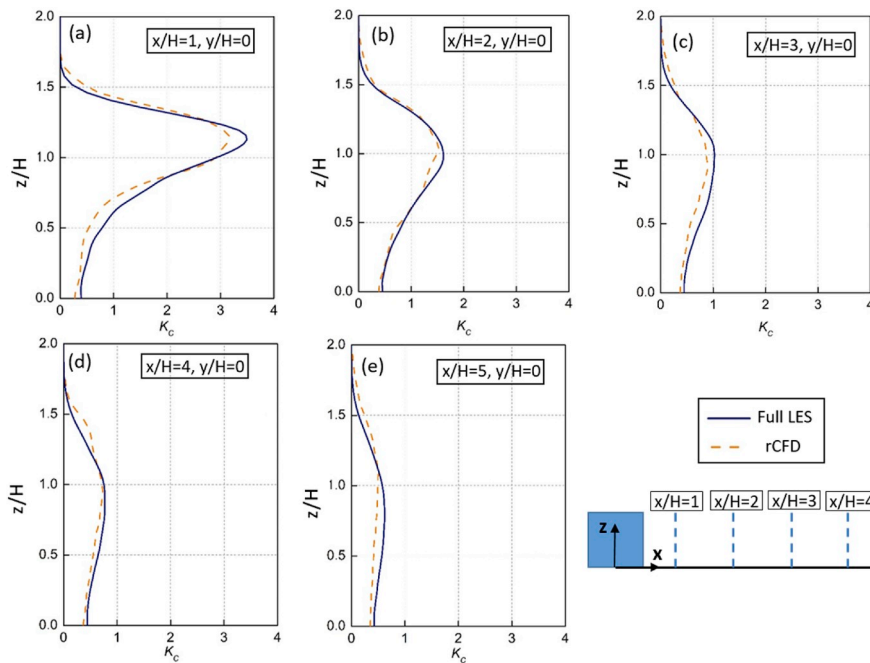 (a)
x/H=1, y/H=0
2.0
1.5
1.0
0.5
0.0
z/H
0 1 2 3 4
Kc
(b)
x/H=2, y/H=0
2.0
1.5
1.0
0.5
0.0
z/H
0 1 2 3 4
Kc
(c)
x/H=3, y/H=0
2.0
1.5
1.0
0.5
0.0
z/H
0 1 2 3 4
Kc
(d)
x/H=4, y/H=0
2.0
1.5
1.0
0.5
0.0
z/H
0 1 2 3 4
Kc
(e)
x/H=5, y/H=0
2.0
1.5
1.0
0.5
0.0
z/H
0 1 2 3 4
Kc
Full LES
rCFD
x/H=1 x/H=2 x/H=3 x/H=4
z
x